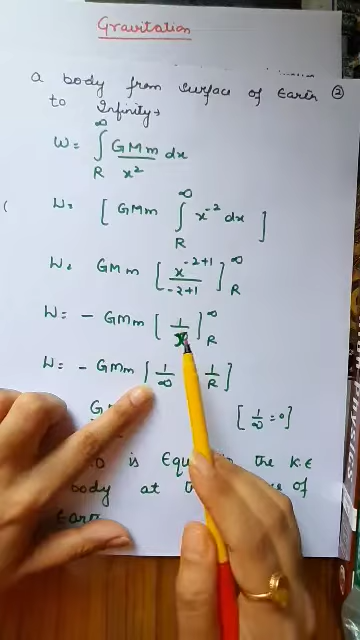 Gravitation
a body from surface of Earth ②
to Infinity→
W= ∫_R^∞ GMm/x² dx
W= [ GMm ∫_R^∞ x⁻² dx ]
W= GMm [ x⁻²⁺¹/-2+1 ]_R^∞
W= - GMm [ 1/x ]_R^∞
W= - GMm [ 1/∞ 1/R ]
[ 1/∞ = 0 ]
is Equal the K.E
body at of
Earth